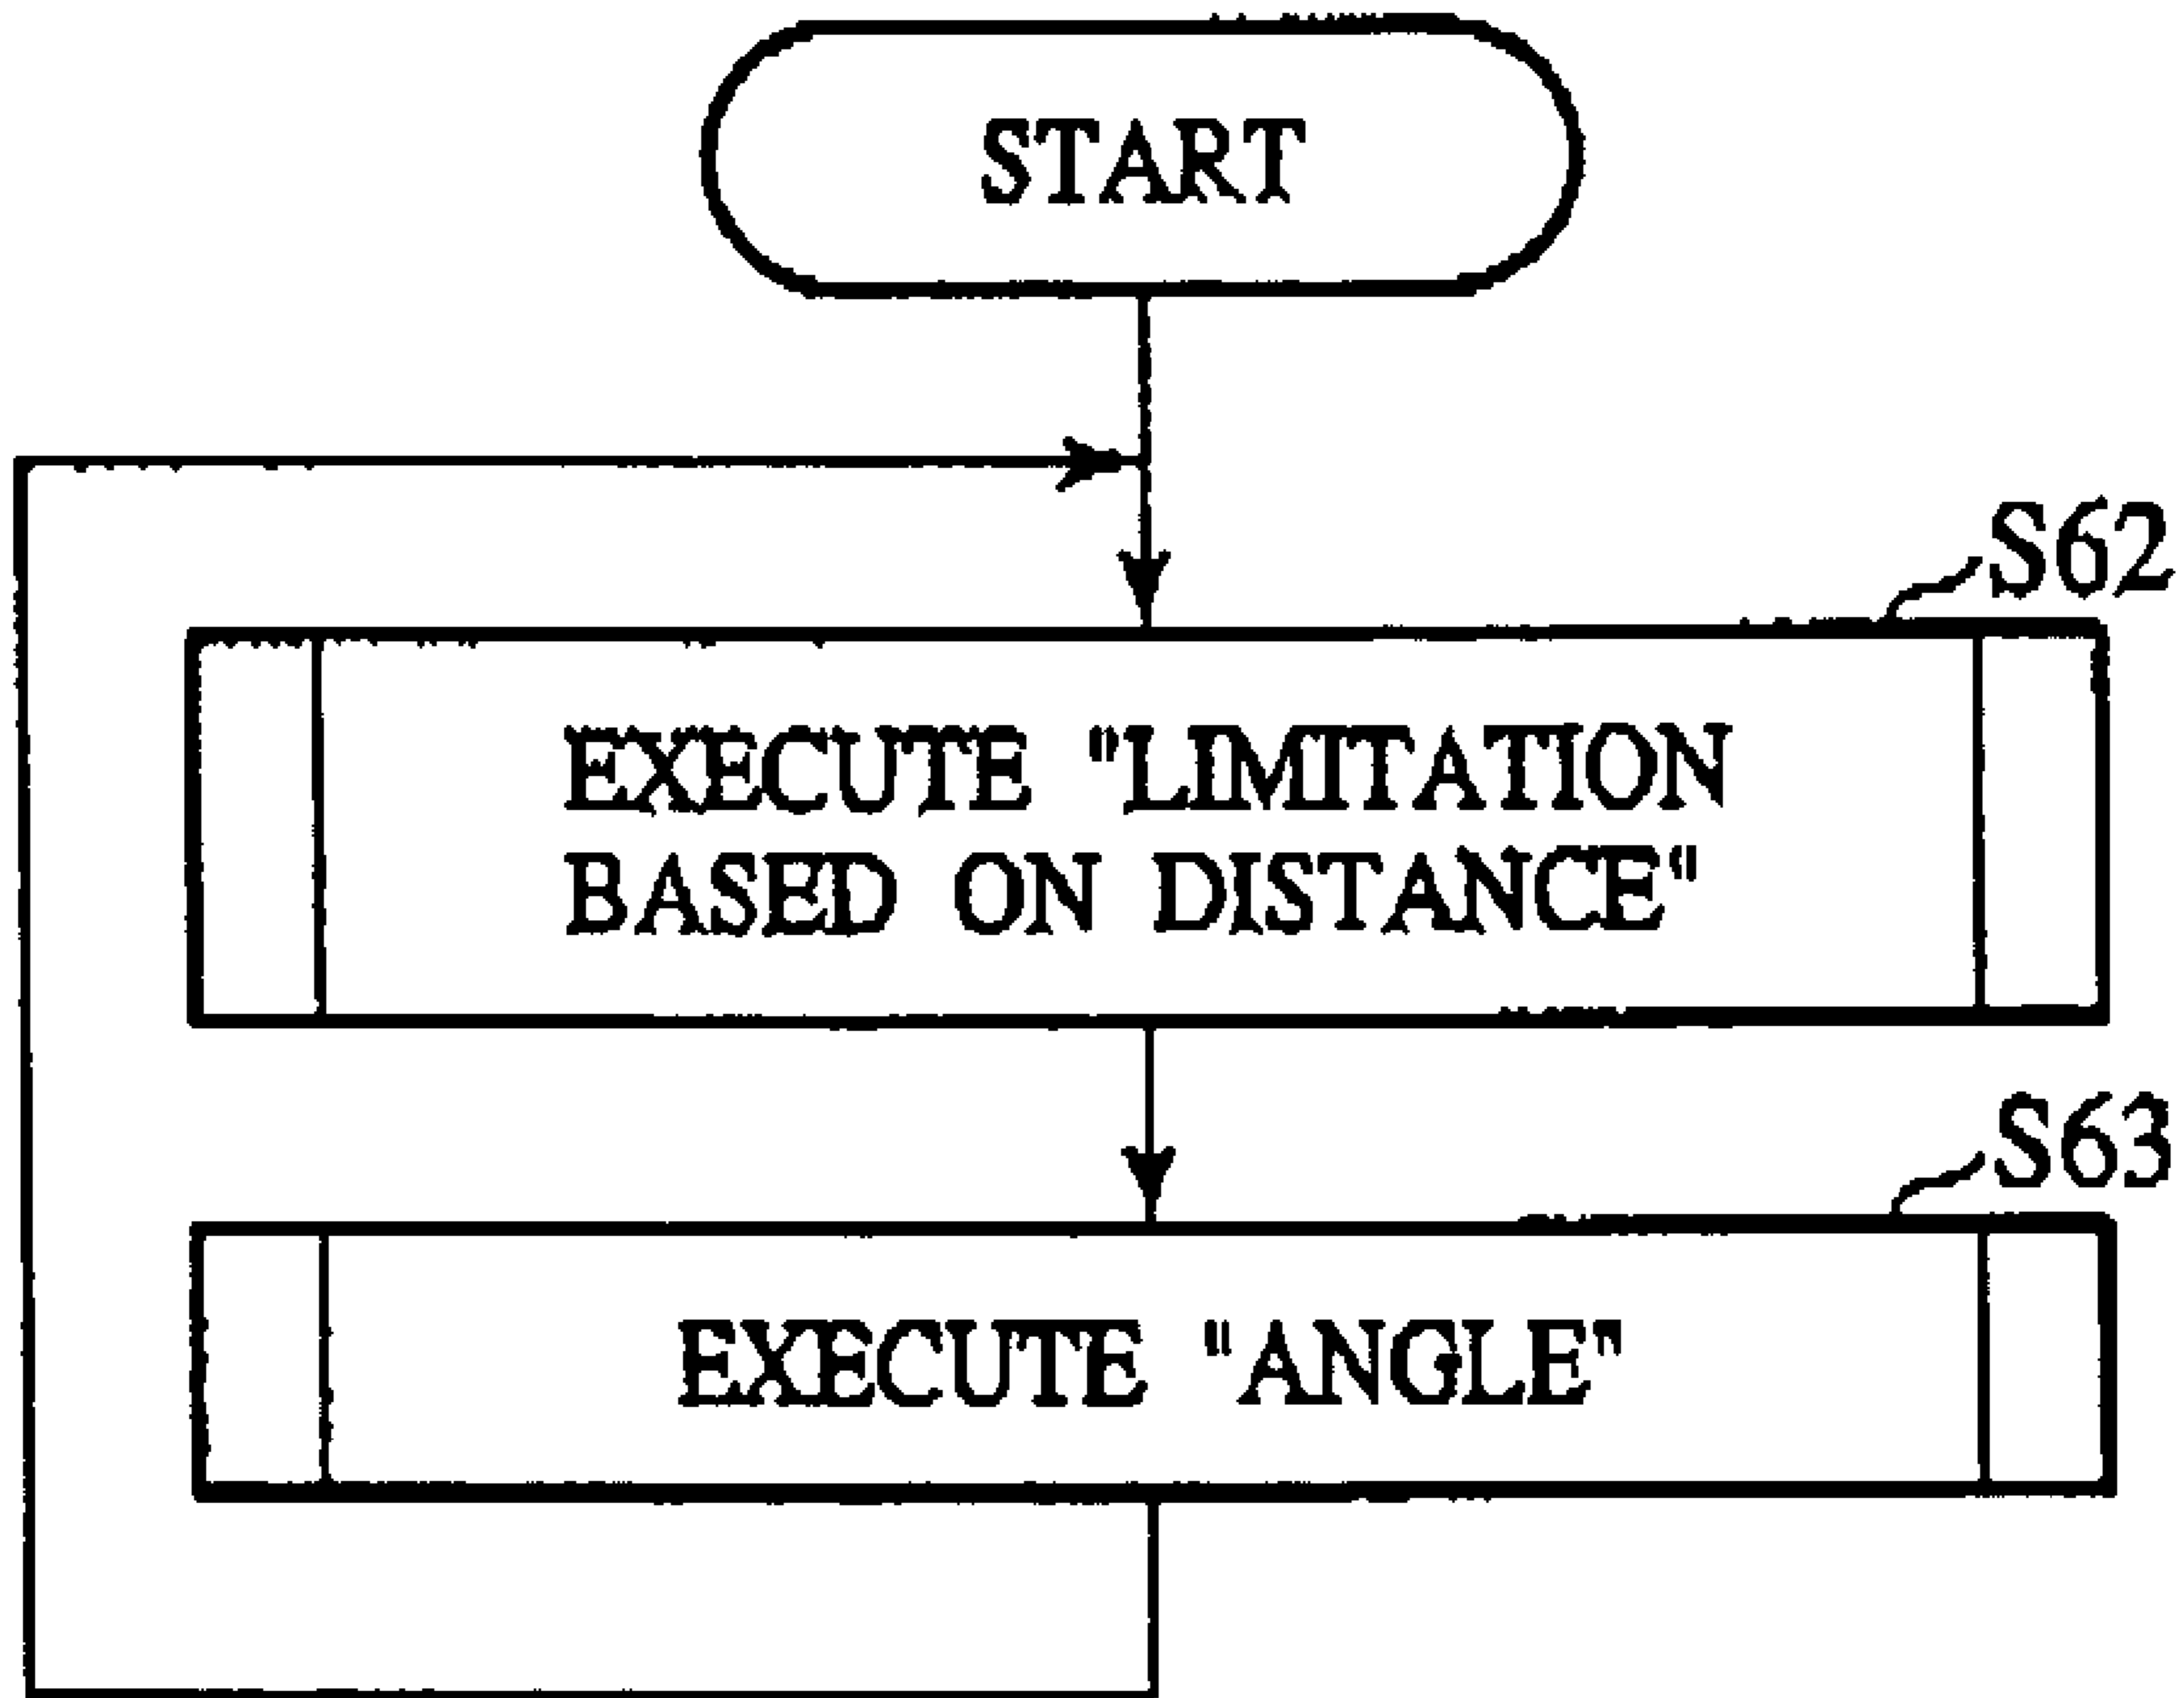 START
S62
EXECUTE "LIMITATION
BASED ON DISTANCE"
S63
EXECUTE "ANGLE"